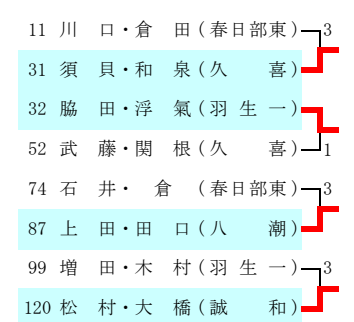 11 川 口・倉 田(春日部東) 3
31 須 貝・和 泉(久 喜)
32 脇 田・浮 氣(羽 生 一)
52 武 藤・関 根(久 喜) 1
74 石 井・ 倉 (春日部東) 3
87 上 田・田 口(八 潮)
99 増 田・木 村(羽 生 一) 3
120 松 村・大 橋(誠 和)